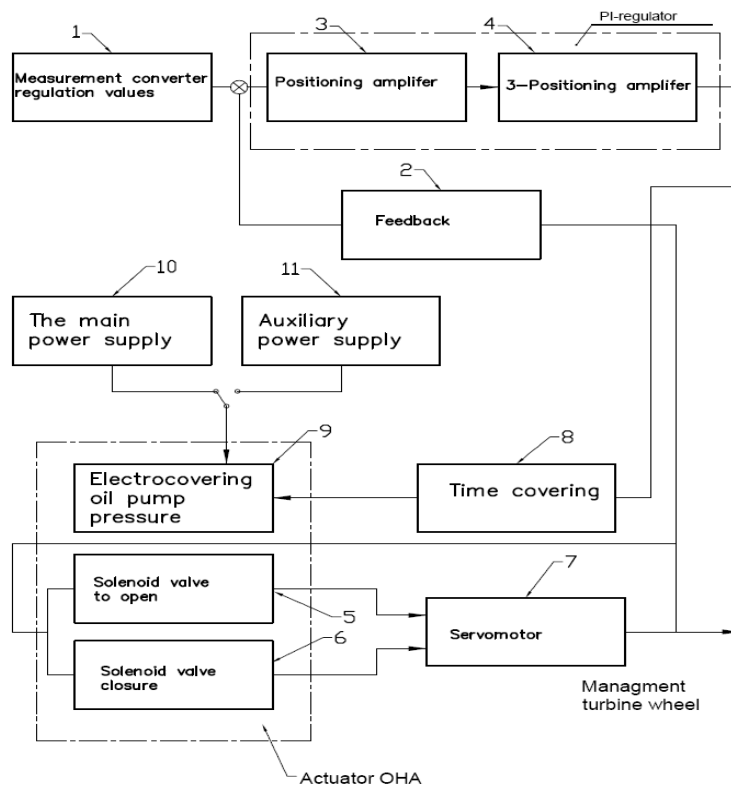 PI-regulator
1
3
4
Measurement converter
regulation values
Positioning amplifer
3-Positioning amplifer
2
Feedback
10
11
The main
power supply
Auxiliary
power supply
9
8
Electrocovering
oil pump
pressure
Time covering
Solenoid valve
to open
5
7
6
Servomotor
Solenoid valve
closure
Managment
turbine wheel
Actuator OHA